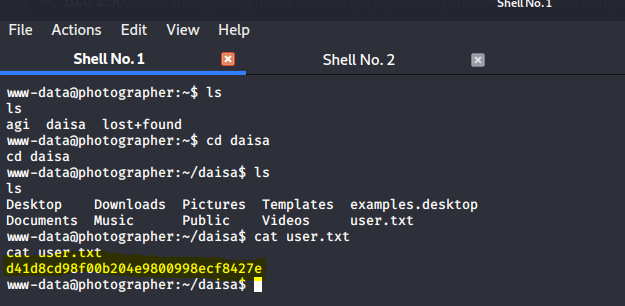 Shell No. 1
File Actions Edit View Help
Shell No. 1 Shell No. 2
www-data@photographer:~$ ls
ls
agi daisa lost+found
www-data@photographer:~$ cd daisa
cd daisa
www-data@photographer:~/daisa$ ls
ls
Desktop Downloads Pictures Templates examples.desktop
Documents Music Public Videos user.txt
www-data@photographer:~/daisa$ cat user.txt
cat user.txt
d41d8cd98f00b204e9800998ecf8427e
www-data@photographer:~/daisa$